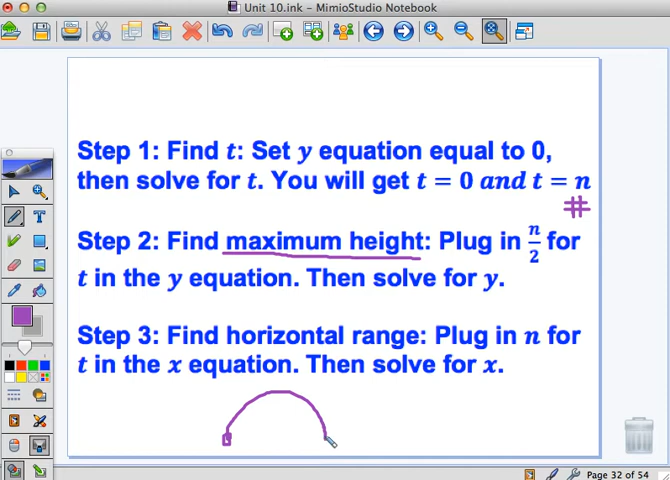 Unit 10.ink - MimioStudio Notebook
Step 1: Find t: Set y equation equal to 0,
then solve for t. You will get t = 0 and t = n
#
Step 2: Find maximum height: Plug in n/2 for
t in the y equation. Then solve for y.
Step 3: Find horizontal range: Plug in n for
t in the x equation. Then solve for x.
T
Page 32 of 54